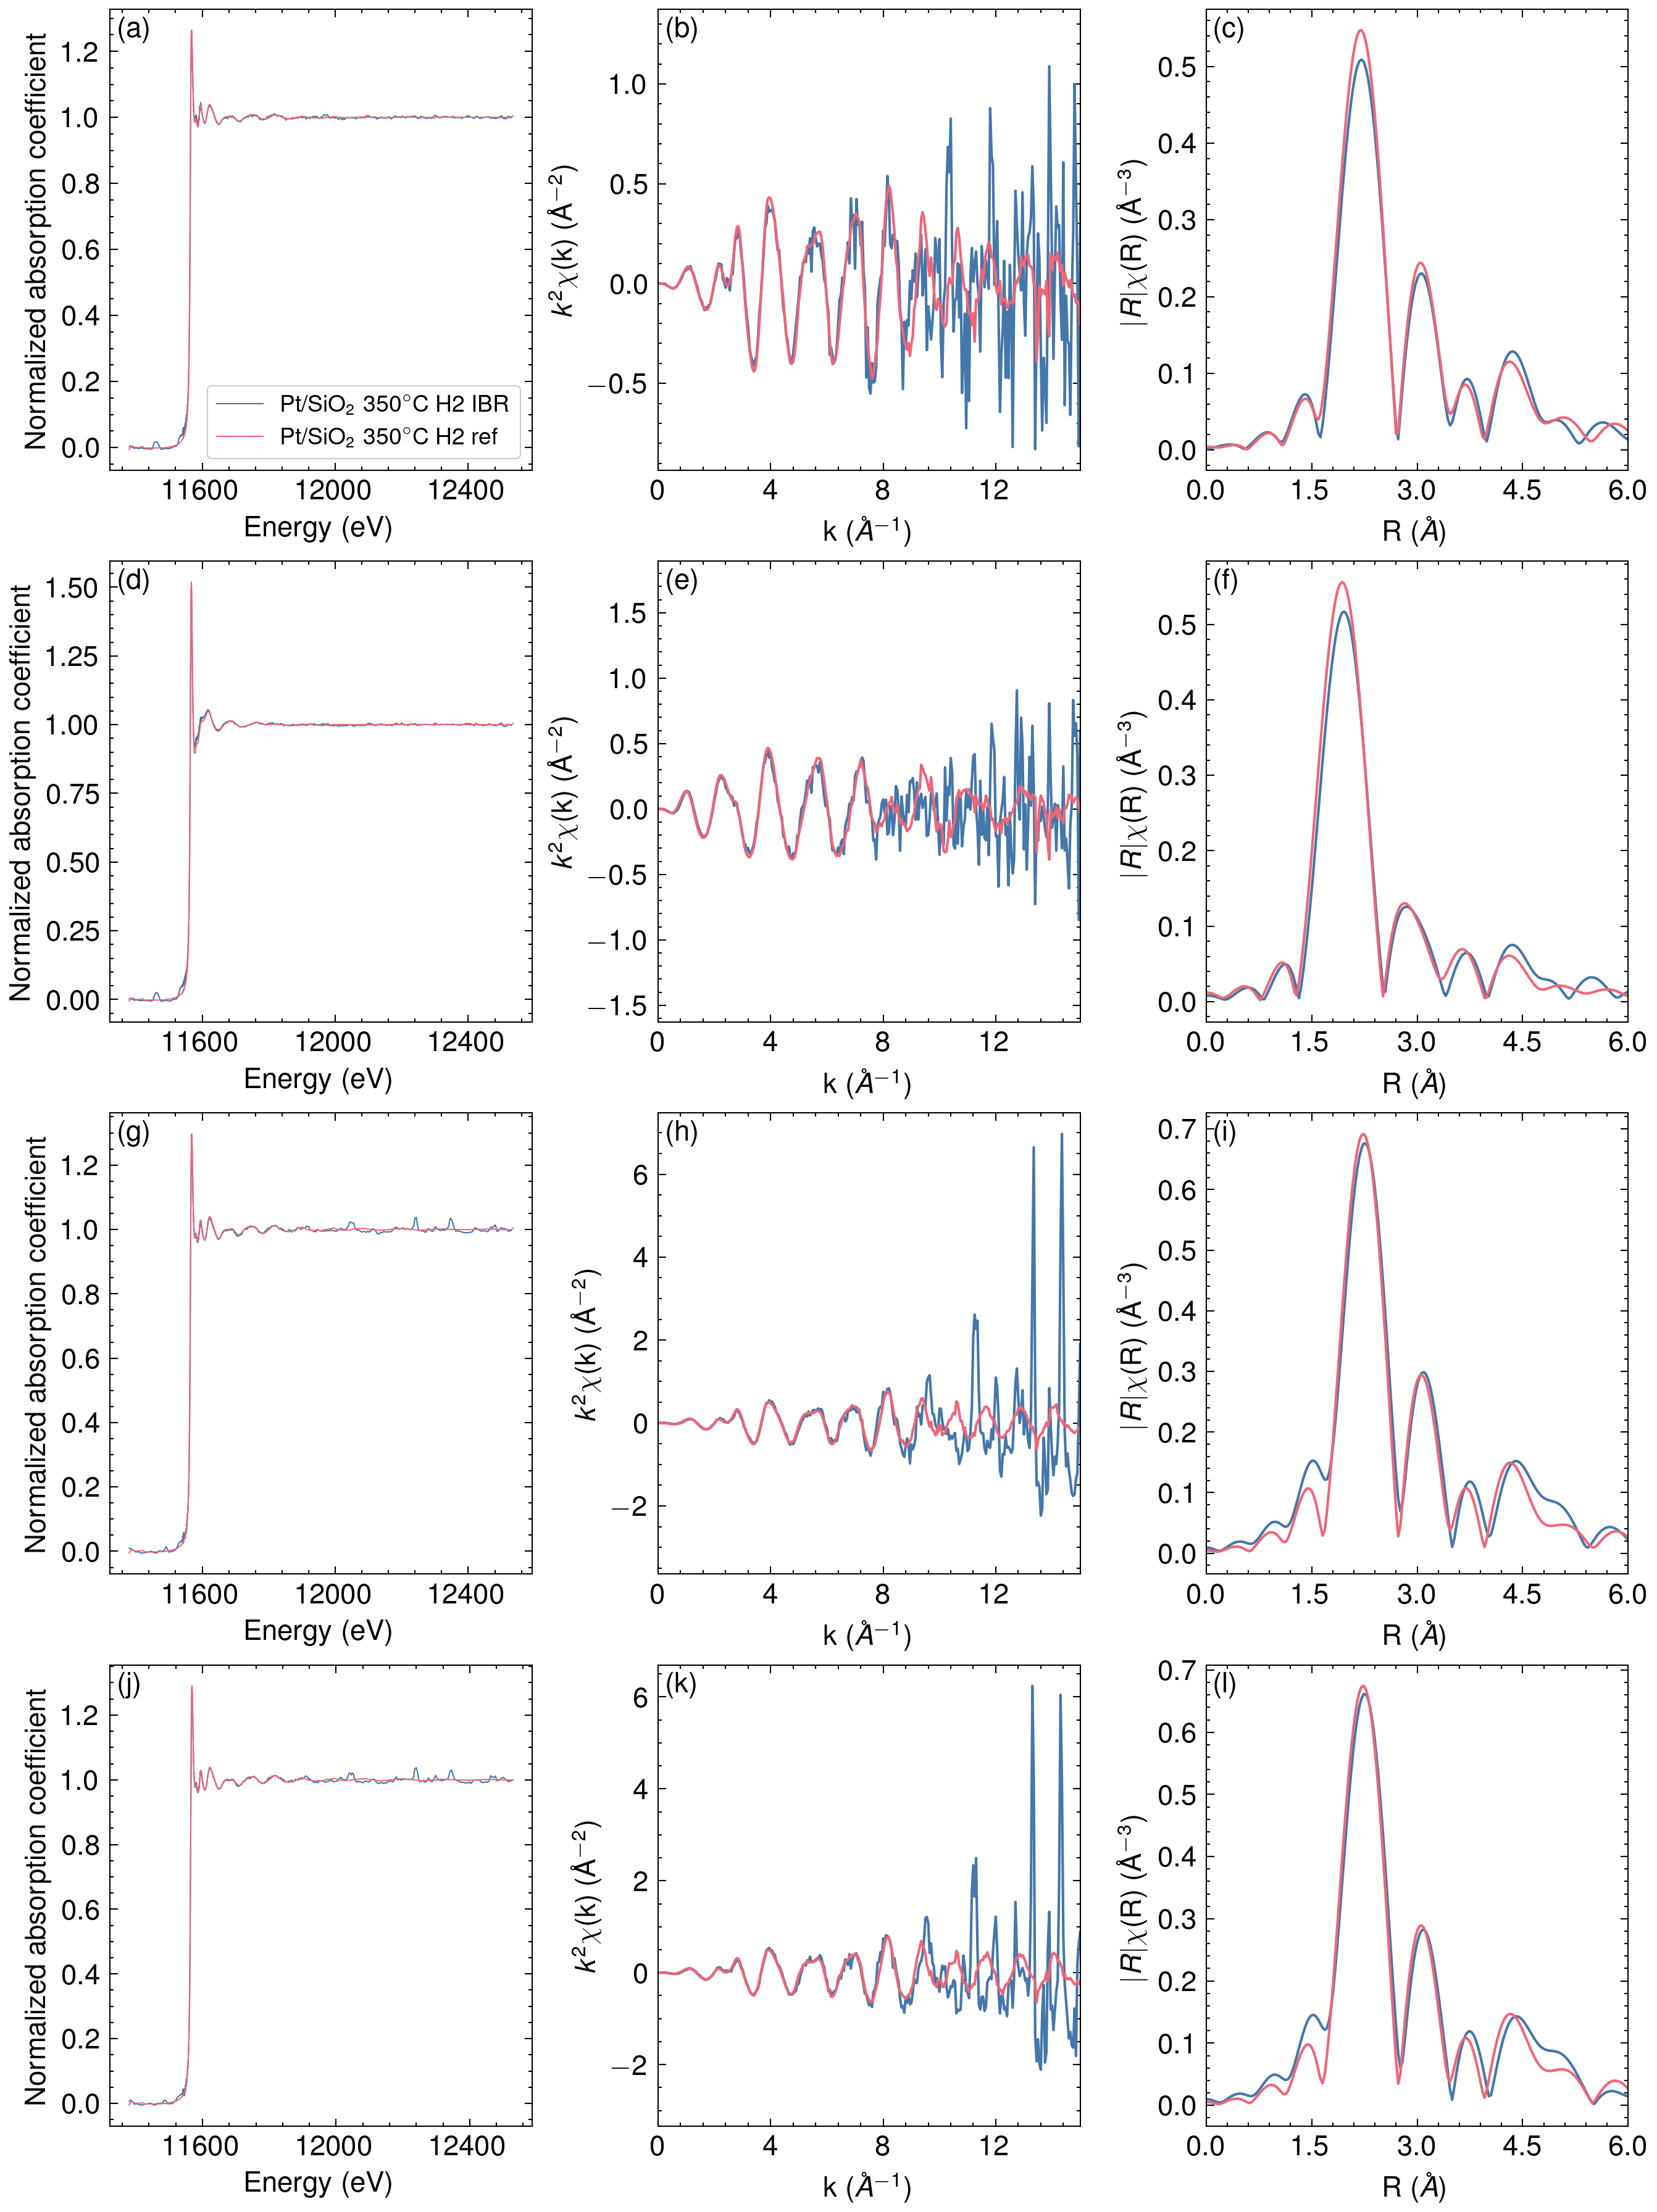 (a)
Normalized absorption coefficient
1.2
1.0
0.8
0.6
0.4
0.2
0.0
Pt/SiO₂ 350°C H2 IBR
Pt/SiO₂ 350°C H2 ref
11600 12000 12400
Energy (eV)
(b)
k²χ(k) (Å⁻²)
1.0
0.5
0.0
−0.5
0 4 8 12
k (Å⁻¹)
(c)
|R|χ(R) (Å⁻³)
0.5
0.4
0.3
0.2
0.1
0.0
0.0 1.5 3.0 4.5 6.0
R (Å)
(d)
Normalized absorption coefficient
1.50
1.25
1.00
0.75
0.50
0.25
0.00
11600 12000 12400
Energy (eV)
(e)
k²χ(k) (Å⁻²)
1.5
1.0
0.5
0.0
−0.5
−1.0
−1.5
0 4 8 12
k (Å⁻¹)
(f)
|R|χ(R) (Å⁻³)
0.5
0.4
0.3
0.2
0.1
0.0
0.0 1.5 3.0 4.5 6.0
R (Å)
(g)
Normalized absorption coefficient
1.2
1.0
0.8
0.6
0.4
0.2
0.0
11600 12000 12400
Energy (eV)
(h)
k²χ(k) (Å⁻²)
6
4
2
0
−2
0 4 8 12
k (Å⁻¹)
(i)
|R|χ(R) (Å⁻³)
0.7
0.6
0.5
0.4
0.3
0.2
0.1
0.0
0.0 1.5 3.0 4.5 6.0
R (Å)
(j)
Normalized absorption coefficient
1.2
1.0
0.8
0.6
0.4
0.2
0.0
11600 12000 12400
Energy (eV)
(k)
k²χ(k) (Å⁻²)
6
4
2
0
−2
0 4 8 12
k (Å⁻¹)
(l)
|R|χ(R) (Å⁻³)
0.7
0.6
0.5
0.4
0.3
0.2
0.1
0.0
0.0 1.5 3.0 4.5 6.0
R (Å)